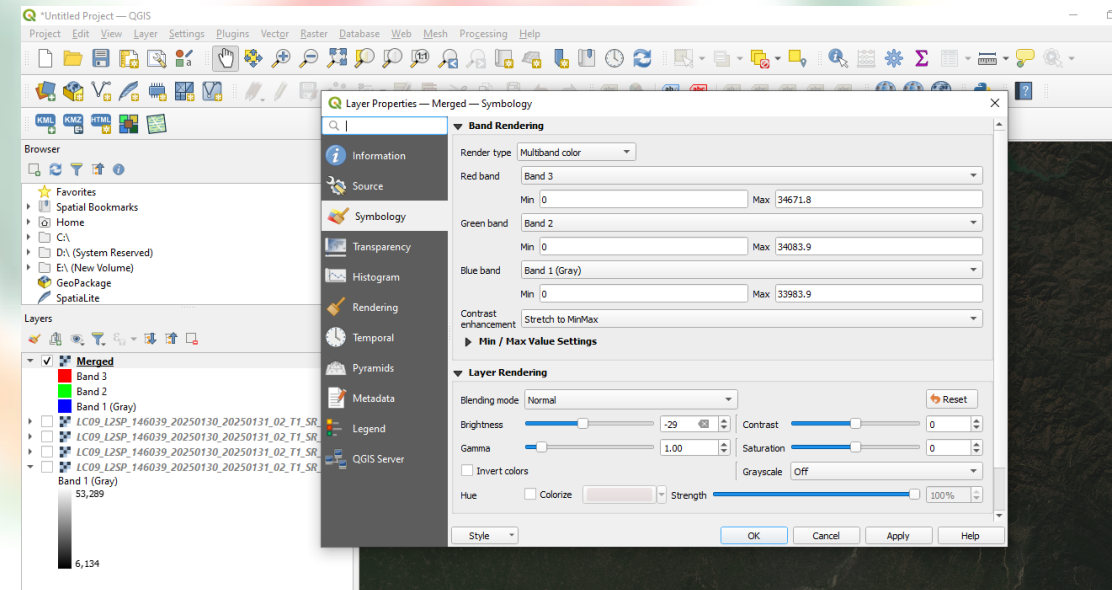 *Untitled Project — QGIS
Project Edit View Layer Settings Plugins Vector Raster Database Web Mesh Processing Help
KML KMZ HTML
Browser
Favorites
Spatial Bookmarks
Home
C:\
D:\ (System Reserved)
E:\ (New Volume)
GeoPackage
SpatiaLite
Layers
Merged
Band 3
Band 2
Band 1 (Gray)
LC09_L2SP_146039_20250130_20250131_02_T1_SR_
LC09_L2SP_146039_20250130_20250131_02_T1_SR_
LC09_L2SP_146039_20250130_20250131_02_T1_SR_
LC09_L2SP_146039_20250130_20250131_02_T1_SR_
Band 1 (Gray)
53,289
6,134
Layer Properties — Merged — Symbology
Information
Source
Symbology
Transparency
Histogram
Rendering
Temporal
Pyramids
Metadata
Legend
QGIS Server
Band Rendering
Render type Multiband color
Red band Band 3
Min 0 Max 34671.8
Green band Band 2
Min 0 Max 34083.9
Blue band Band 1 (Gray)
Min 0 Max 33983.9
Contrast
enhancement Stretch to MinMax
Min / Max Value Settings
Layer Rendering
Blending mode Normal Reset
Brightness -29 Contrast 0
Gamma 1.00 Saturation 0
Invert colors Grayscale Off
Hue Colorize Strength 100%
Style OK Cancel Apply Help